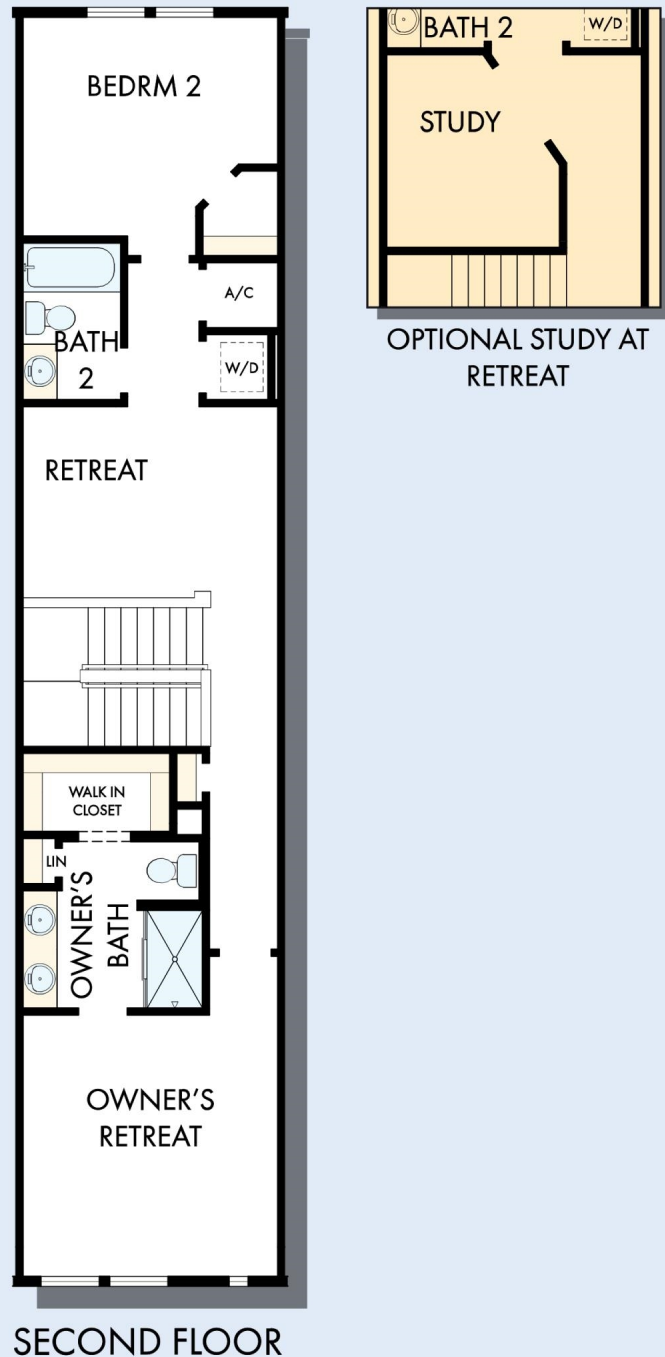 BEDRM 2
A/C
BATH
2
W/D
RETREAT
WALK IN
CLOSET
LIN
OWNER'S
BATH
OWNER'S
RETREAT
SECOND FLOOR
BATH 2
W/D
STUDY
OPTIONAL STUDY AT
RETREAT